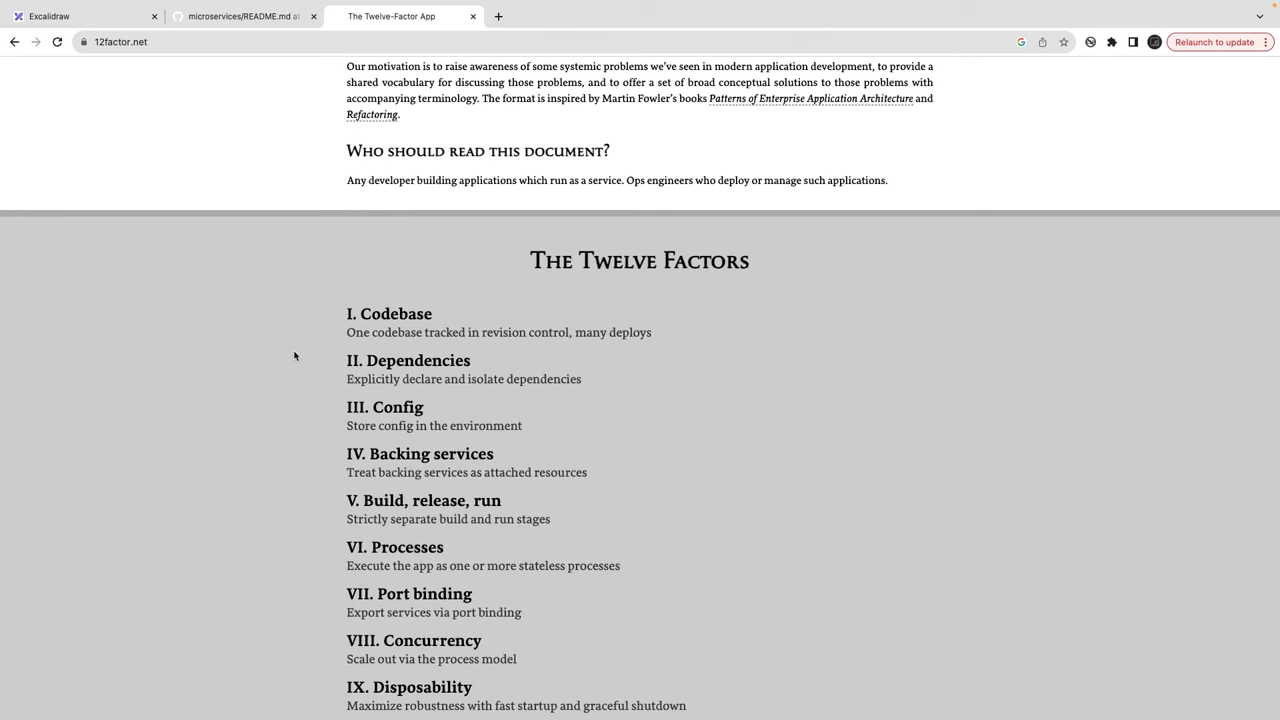 Excalidraw
microservices/README.md at
The Twelve-Factor App
12factor.net
Relaunch to update
Our motivation is to raise awareness of some systemic problems we’ve seen in modern application development, to provide a
shared vocabulary for discussing those problems, and to offer a set of broad conceptual solutions to those problems with
accompanying terminology. The format is inspired by Martin Fowler’s books Patterns of Enterprise Application Architecture and
Refactoring.
Who should read this document?
Any developer building applications which run as a service. Ops engineers who deploy or manage such applications.
The Twelve Factors
I. Codebase
One codebase tracked in revision control, many deploys
II. Dependencies
Explicitly declare and isolate dependencies
III. Config
Store config in the environment
IV. Backing services
Treat backing services as attached resources
V. Build, release, run
Strictly separate build and run stages
VI. Processes
Execute the app as one or more stateless processes
VII. Port binding
Export services via port binding
VIII. Concurrency
Scale out via the process model
IX. Disposability
Maximize robustness with fast startup and graceful shutdown